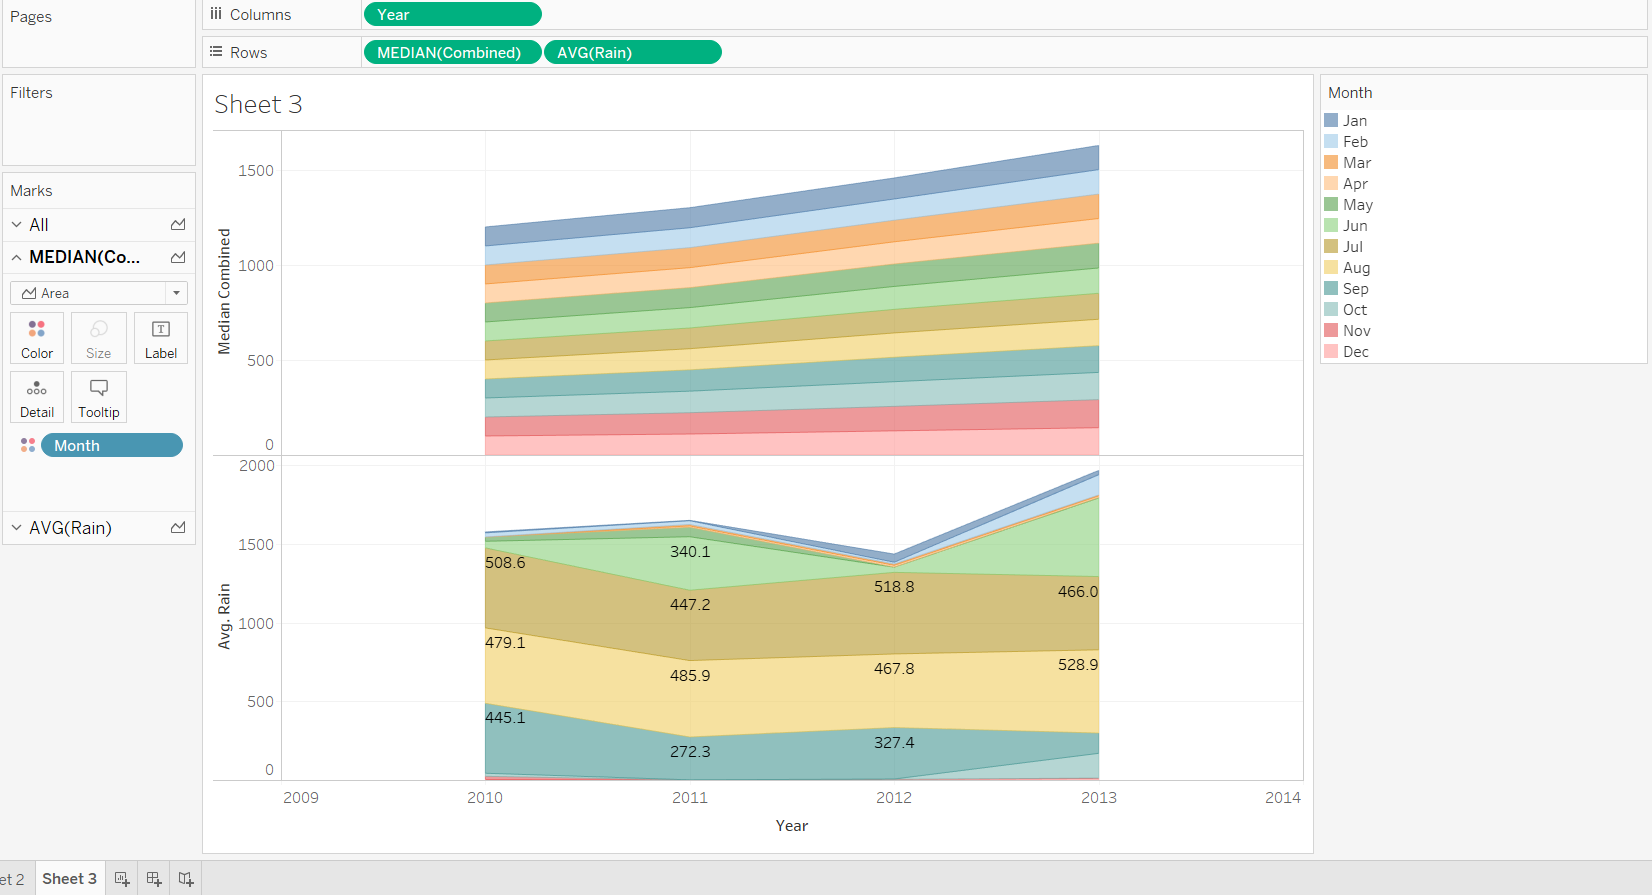 Pages
Columns
Year
Rows
MEDIAN(Combined)
AVG(Rain)
Filters
Marks
All
MEDIAN(Co...
Area
Color
Size
T
Label
Detail
Tooltip
Month
AVG(Rain)
Sheet 3
1500
1000
500
0
Median Combined
2000
1500
1000
500
0
Avg. Rain
508.6
340.1
447.2
518.8
466.0
479.1
485.9
467.8
528.9
445.1
272.3
327.4
2009
2010
2011
2012
2013
2014
Year
Month
Jan
Feb
Mar
Apr
May
Jun
Jul
Aug
Sep
Oct
Nov
Dec
et 2
Sheet 3